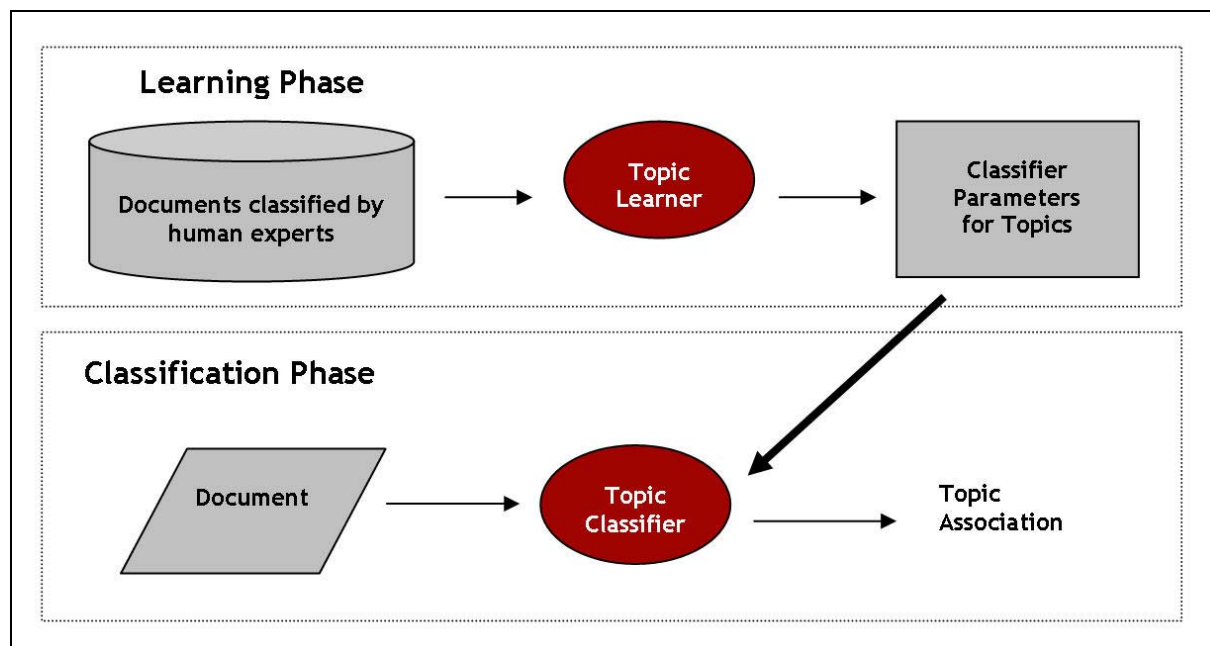 Learning Phase
Documents classified by
human experts
Topic
Learner
Classifier
Parameters
for Topics
Classification Phase
Document
Topic
Classifier
Topic
Association